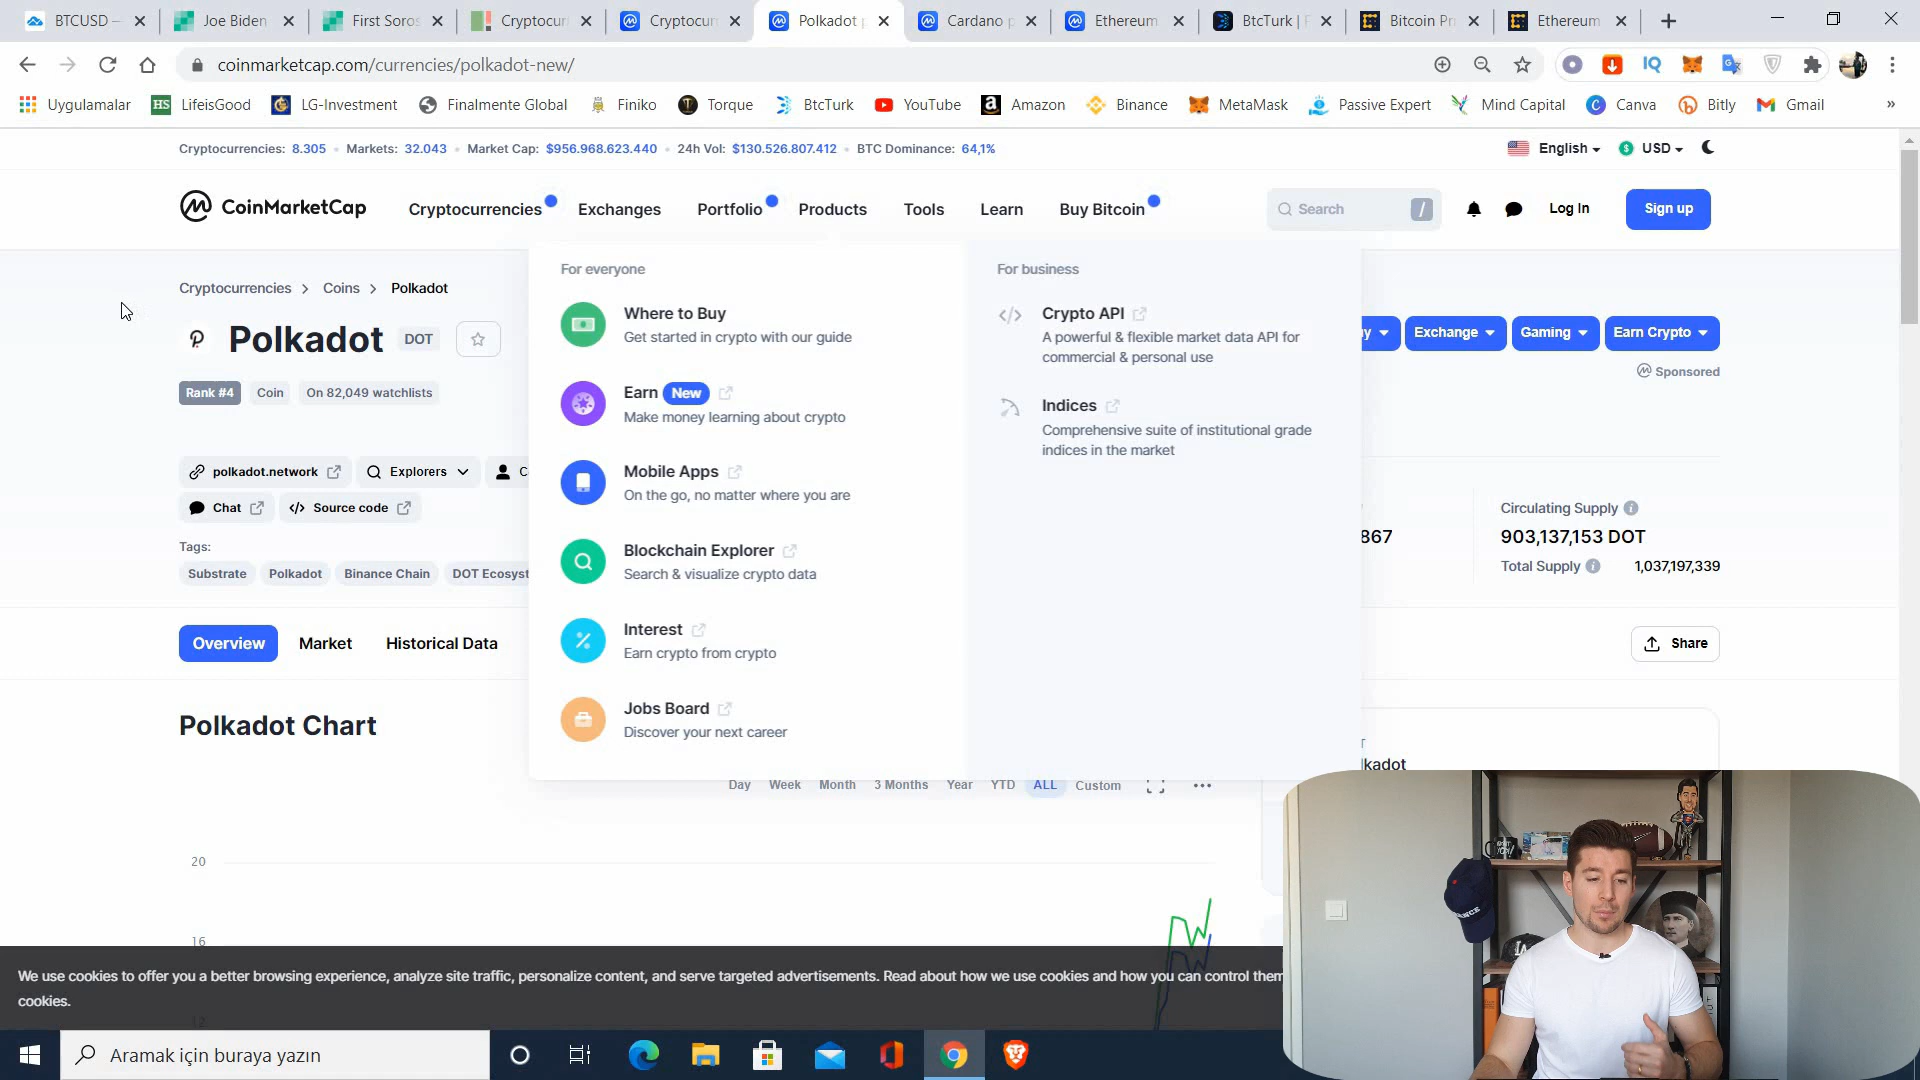 BTCUSD –
Joe Biden
First Soros
Cryptocur
Cryptocur
Polkadot p
Cardano p
Ethereum
BtcTurk | F
Bitcoin Pri
Ethereum
coinmarketcap.com/currencies/polkadot-new/
Uygulamalar
HS LifeisGood
LG-Investment
Finalmente Global
Finiko
Torque
BtcTurk
YouTube
Amazon
Binance
MetaMask
Passive Expert
Mind Capital
Canva
Bitly
Gmail
»
Cryptocurrencies: 8.305 • Markets: 32.043 • Market Cap: $956.968.623.440 • 24h Vol: $130.526.807.412 • BTC Dominance: 64,1%
English
USD
CoinMarketCap
Cryptocurrencies
Exchanges
Portfolio
Products
Tools
Learn
Buy Bitcoin
Search /
Log In
Sign up
Cryptocurrencies > Coins > Polkadot
Polkadot DOT
Rank #4 Coin On 82,049 watchlists
polkadot.network
Explorers
C
Chat
Source code
Tags:
Substrate Polkadot Binance Chain DOT Ecosyst
For everyone
Where to Buy
Get started in crypto with our guide
Earn New
Make money learning about crypto
Mobile Apps
On the go, no matter where you are
Blockchain Explorer
Search & visualize crypto data
Interest
Earn crypto from crypto
Jobs Board
Discover your next career
For business
Crypto API
A powerful & flexible market data API for
commercial & personal use
Indices
Comprehensive suite of institutional grade
indices in the market
y
Exchange
Gaming
Earn Crypto
Sponsored
867
Circulating Supply
903,137,153 DOT
Total Supply 1,037,197,339
Overview
Market
Historical Data
Share
Polkadot Chart
Day Week Month 3 Months Year YTD ALL Custom
kadot
20
16
12
We use cookies to offer you a better browsing experience, analyze site traffic, personalize content, and serve targeted advertisements. Read about how we use cookies and how you can control them
cookies.
Aramak için buraya yazın